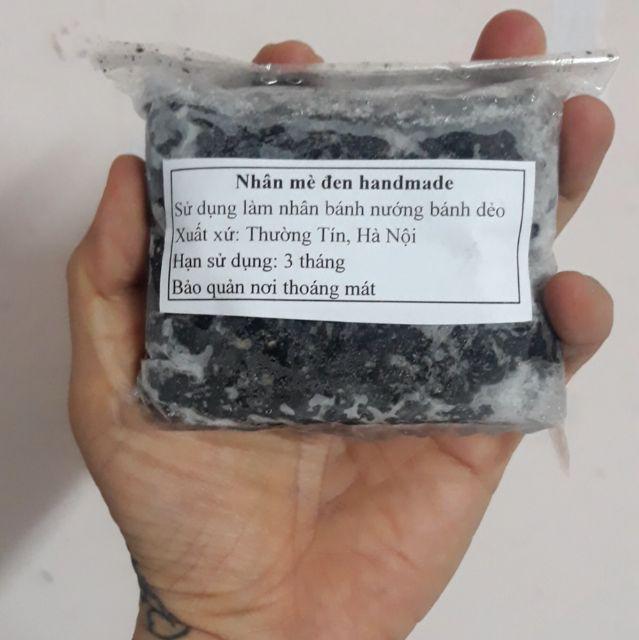 Nhân mè đen handmade
Sử dụng làm nhân bánh nướng bánh dẻo
Xuất xứ: Thường Tín, Hà Nội
Hạn sử dụng: 3 tháng
Bảo quản nơi thoáng mát